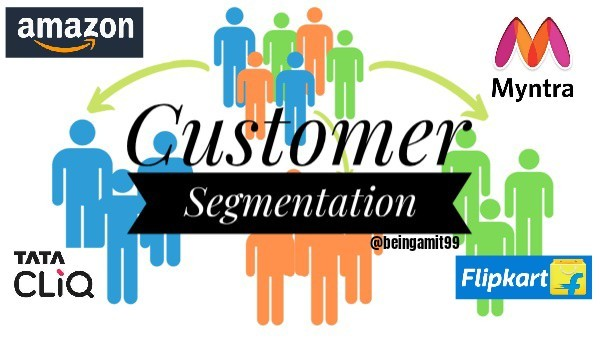 amazon
Myntra
Customer
Segmentation
@beingamit99
TATA
CLiQ
Flipkart